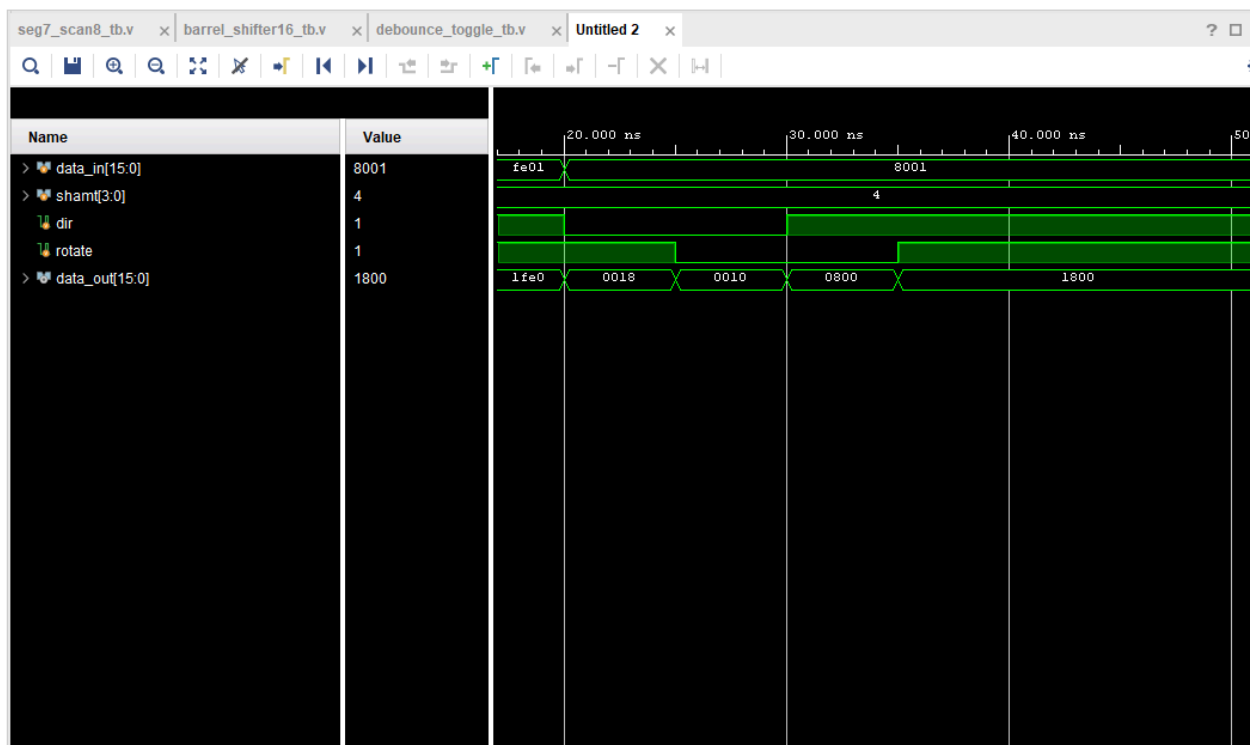 seg7_scan8_tb.v × barrel_shifter16_tb.v × debounce_toggle_tb.v × Untitled 2 × ?
20.000 ns 30.000 ns 40.000 ns 50
Name Value
data_in[15:0] 8001 fe01 8001
shamt[3:0] 4 4
dir 1
rotate 1
data_out[15:0] 1800 1fe0 0018 0010 0800 1800